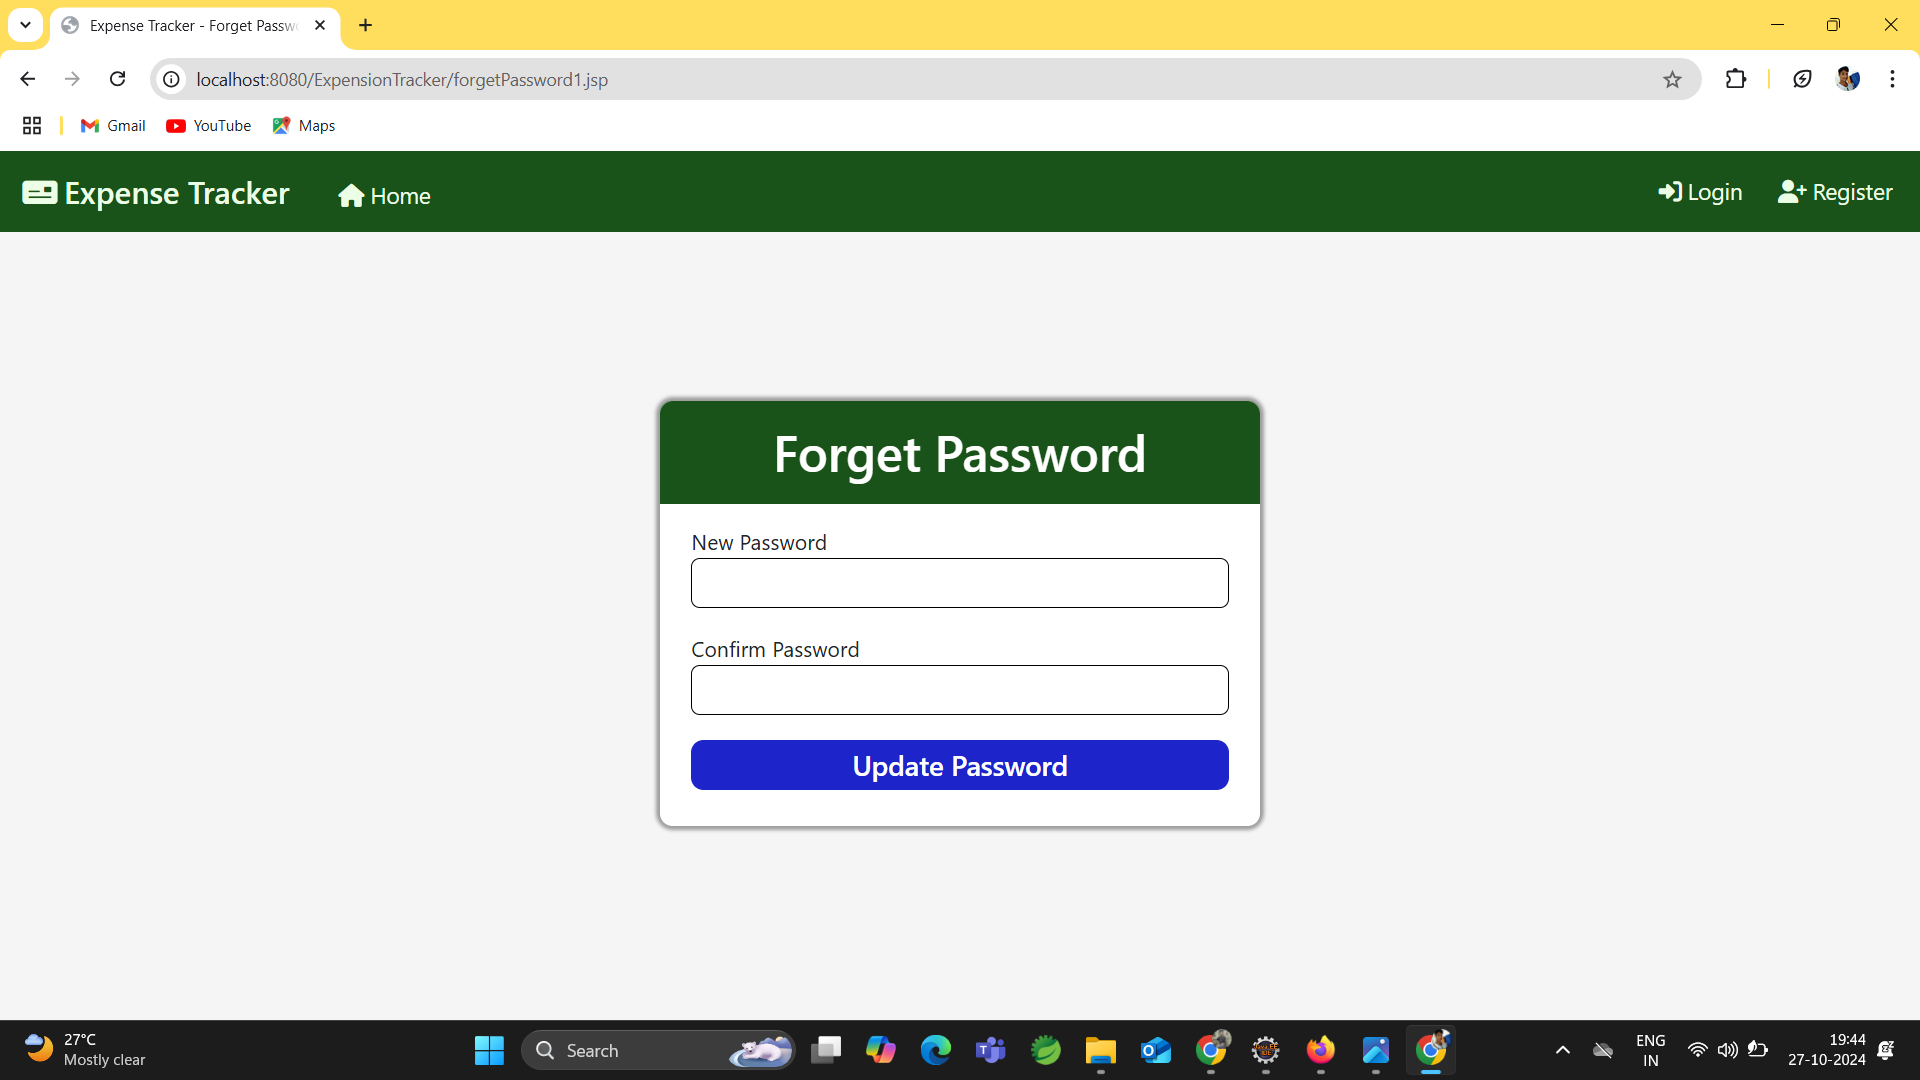 Expense Tracker - Forget Passw
localhost:8080/ExpensionTracker/forgetPassword1.jsp
Gmail
YouTube
Maps
Expense Tracker
Home
Login
Register
Forget Password
New Password
Confirm Password
Update Password
27°C
Mostly clear
Search
ENG
IN
19:44
27-10-2024